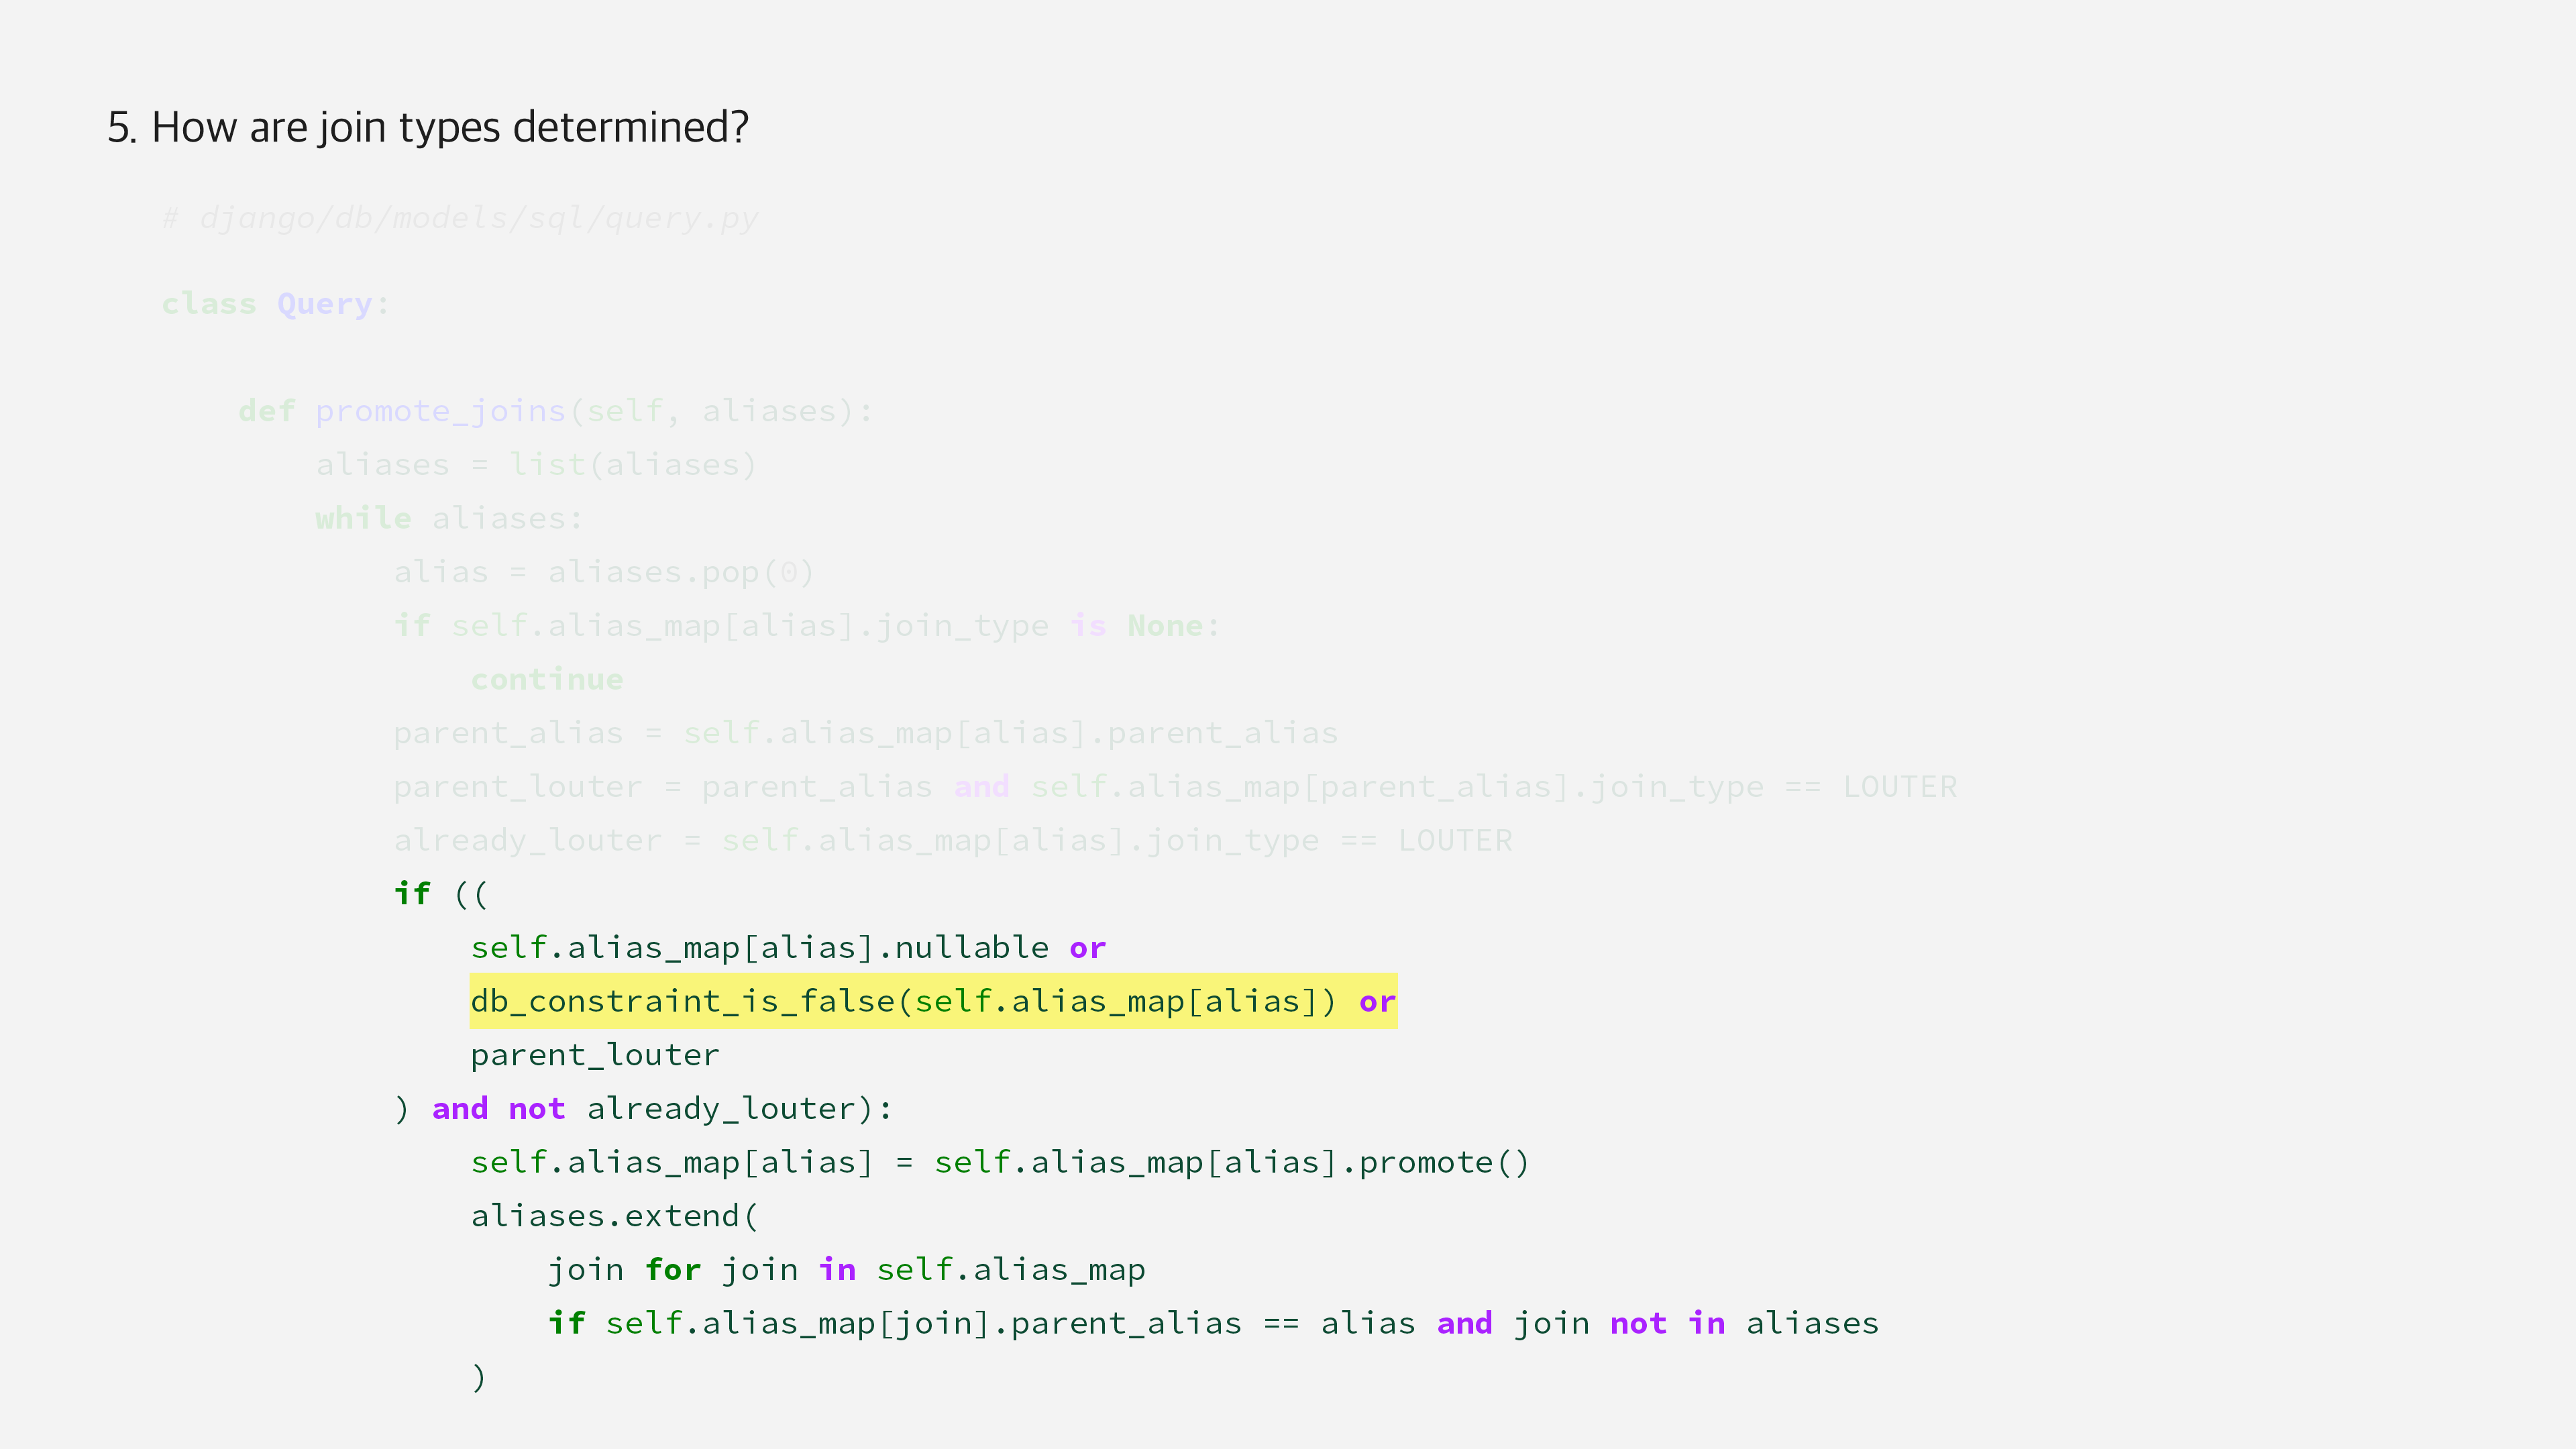 5. How are join types determined?
# django/db/models/sql/query.py
class Query:
def promote_joins(self, aliases):
aliases = list(aliases)
while aliases:
alias = aliases.pop(0)
if self.alias_map[alias].join_type is None:
continue
parent_alias = self.alias_map[alias].parent_alias
parent_louter = parent_alias and self.alias_map[parent_alias].join_type == LOUTER
already_louter = self.alias_map[alias].join_type == LOUTER
if ((
self.alias_map[alias].nullable or
db_constraint_is_false(self.alias_map[alias]) or
parent_louter
) and not already_louter):
self.alias_map[alias] = self.alias_map[alias].promote()
aliases.extend(
join for join in self.alias_map
if self.alias_map[join].parent_alias == alias and join not in aliases
)